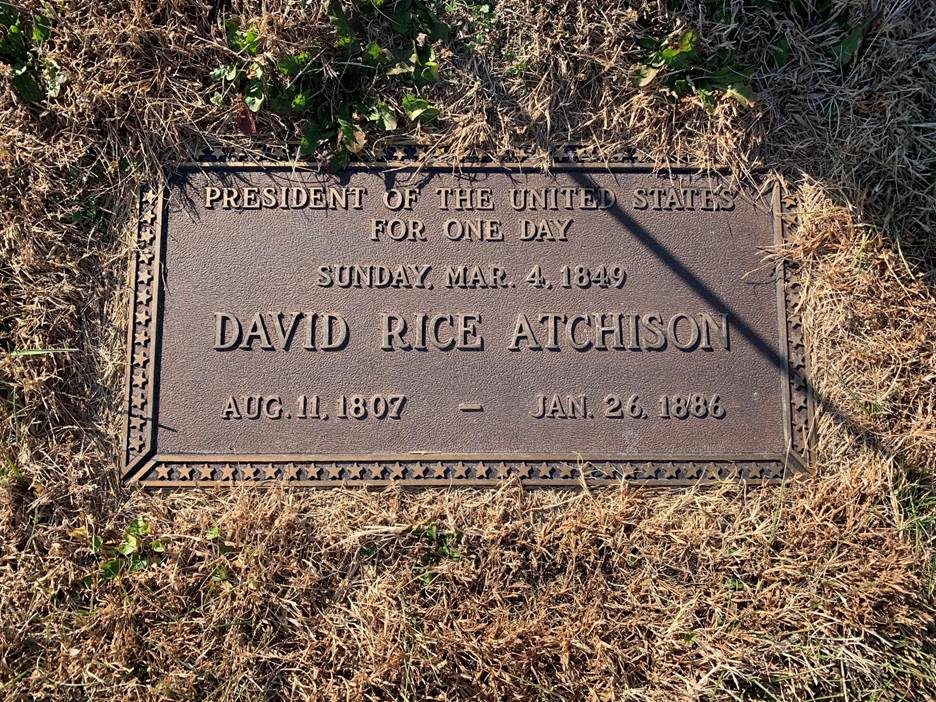 PRESIDENT OF THE UNITED STATES
FOR ONE DAY
SUNDAY, MAR. 4, 1849
DAVID RICE ATCHISON
AUG. 11, 1807 — JAN. 26, 1886